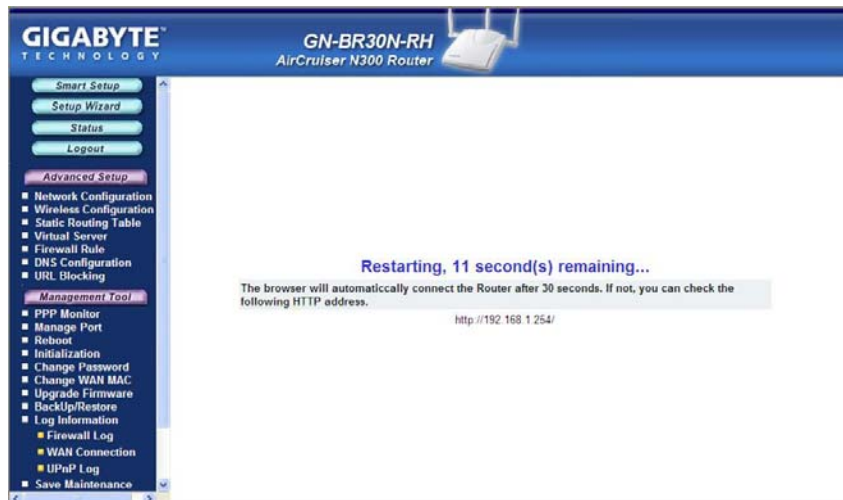 GIGABYTE™
TECHNOLOGY
GN-BR30N-RH
AirCruiser N300 Router
Smart Setup
Setup Wizard
Status
Logout
Advanced Setup
Network Configuration
Wireless Configuration
Static Routing Table
Virtual Server
Firewall Rule
DNS Configuration
URL Blocking
Management Tool
PPP Monitor
Manage Port
Reboot
Initialization
Change Password
Change WAN MAC
Upgrade Firmware
BackUp/Restore
Log Information
Firewall Log
WAN Connection
UPnP Log
Save Maintenance
Restarting, 11 second(s) remaining...
The browser will automaticcally connect the Router after 30 seconds. If not, you can check the
following HTTP address.
http://192.168.1.254/